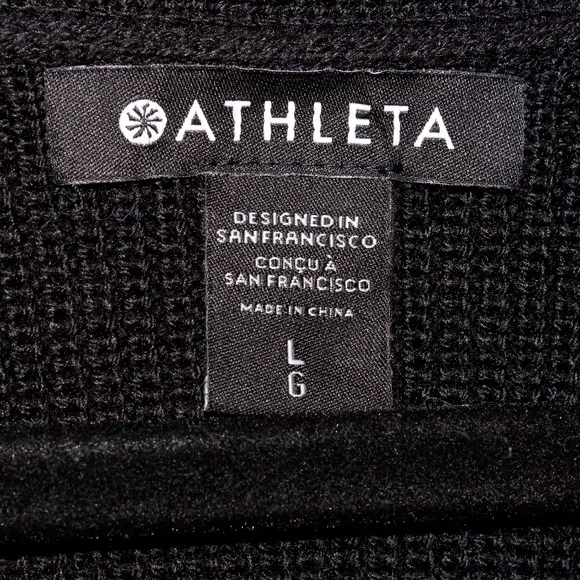 ATHLETA
DESIGNED IN
SAN FRANCISCO
CONÇU À
SAN FRANCISCO
MADE IN CHINA
L
G